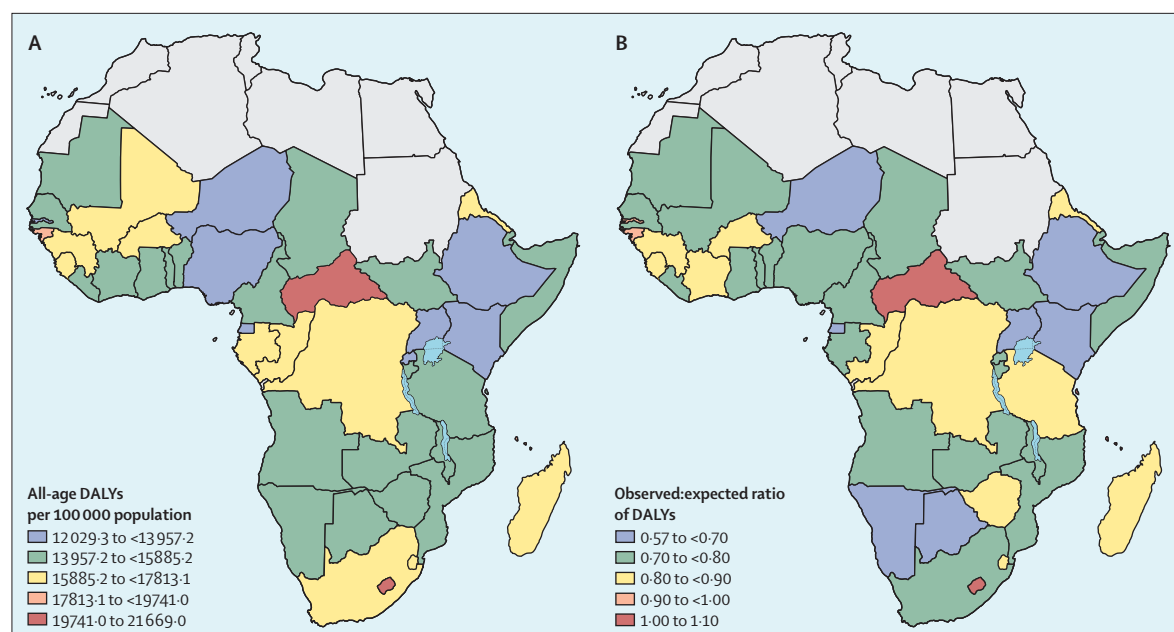 A
All-age DALYs
per 100 000 population
12 029·3 to <13 957·2
13 957·2 to <15 885·2
15 885·2 to <17 813·1
17 813·1 to <19 741·0
19 741·0 to 21 669·0
B
Observed:expected ratio
of DALYs
0·57 to <0·70
0·70 to <0·80
0·80 to <0·90
0·90 to <1·00
1·00 to 1·10